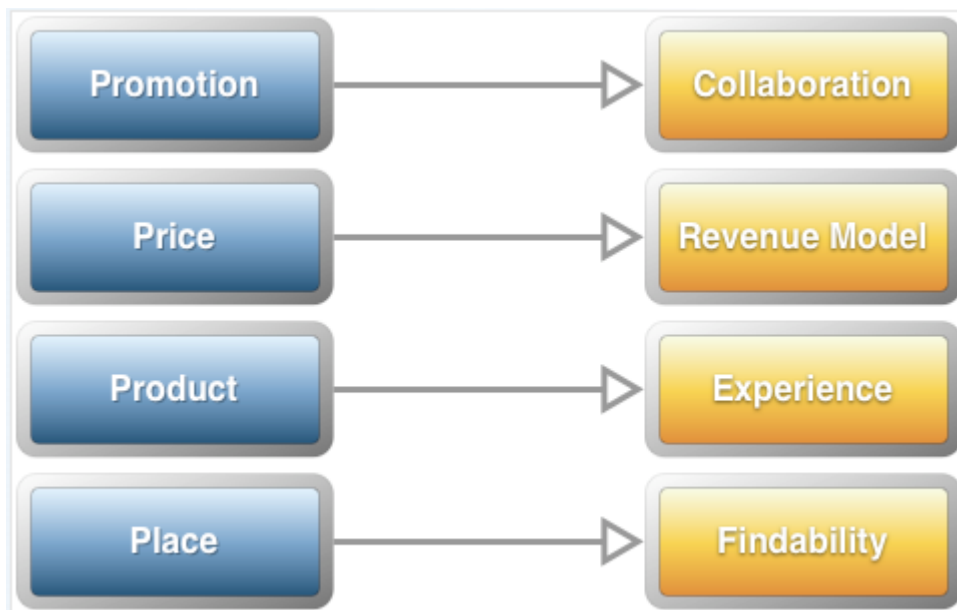 Promotion
Collaboration
Price
Revenue Model
Product
Experience
Place
Findability